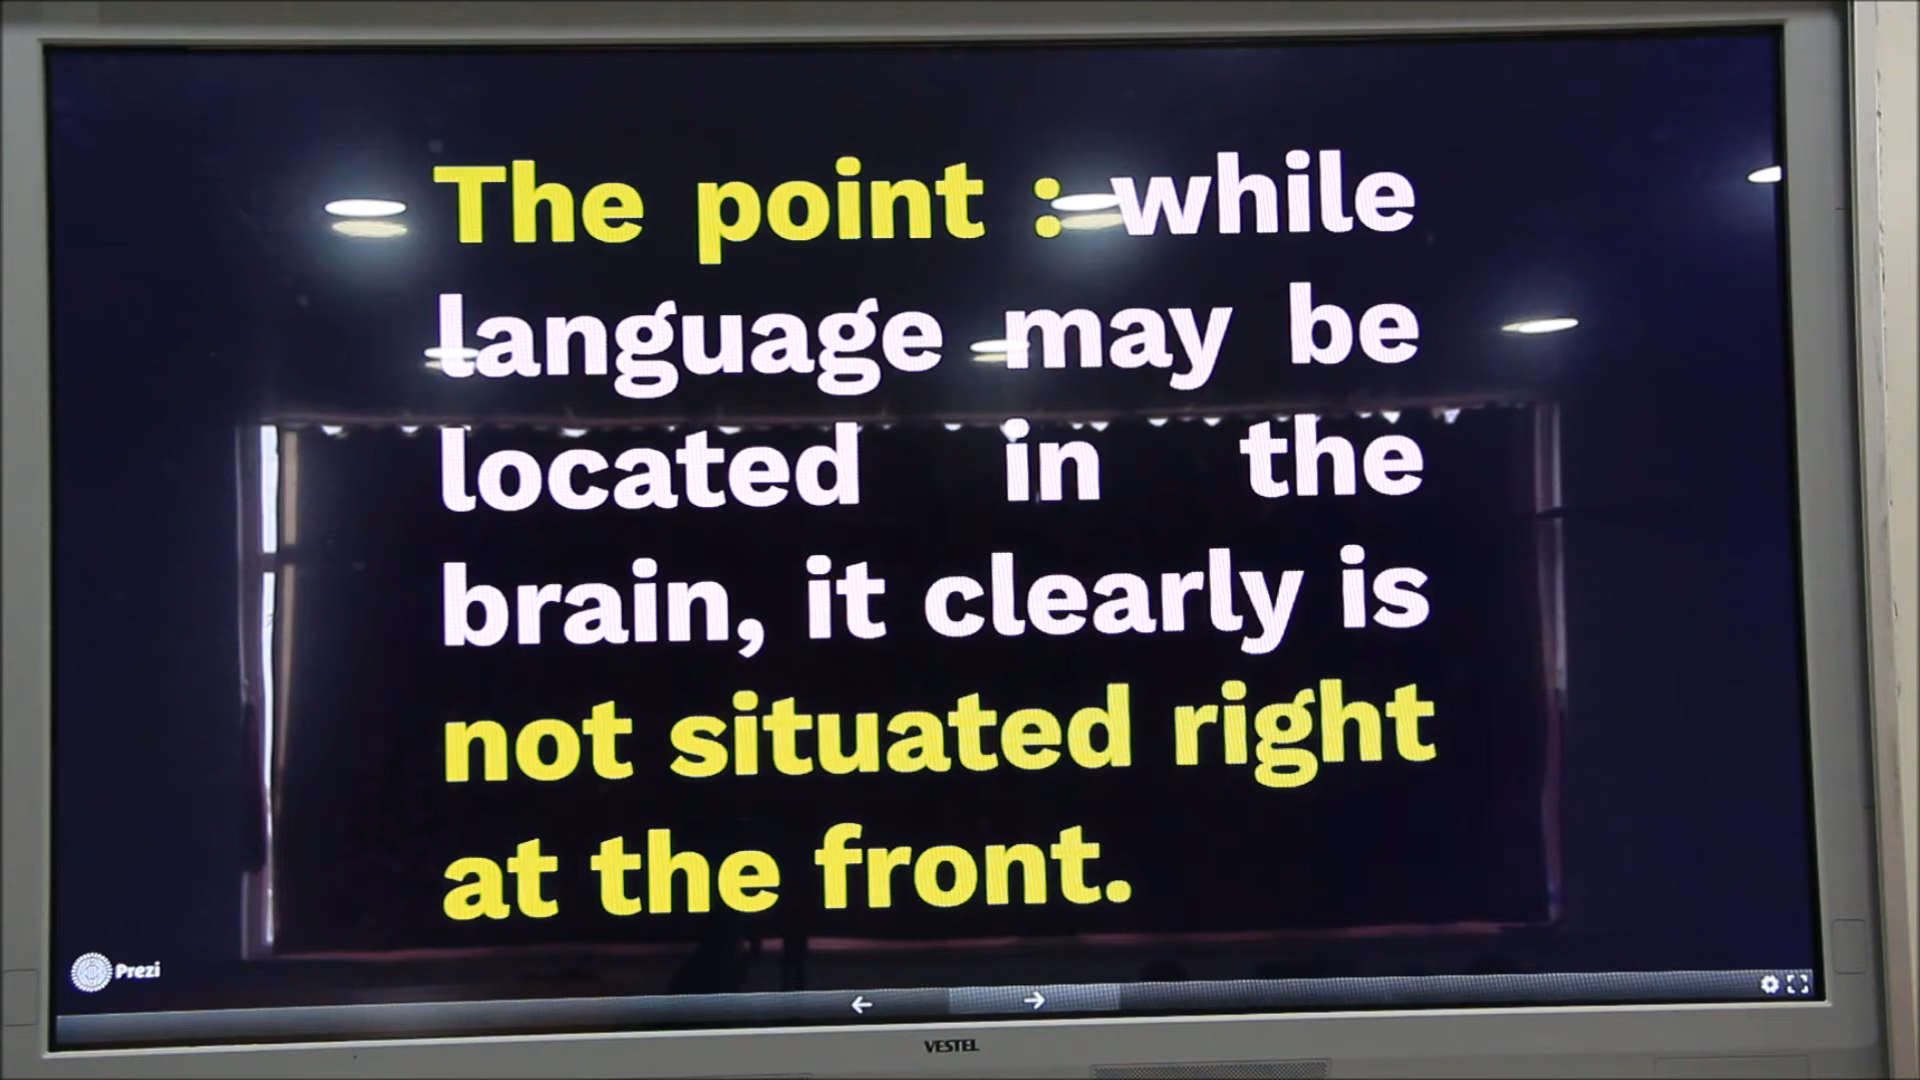 The point : while
language may be
located in the
brain, it clearly is
not situated right
at the front.
Prezi
VESTEL